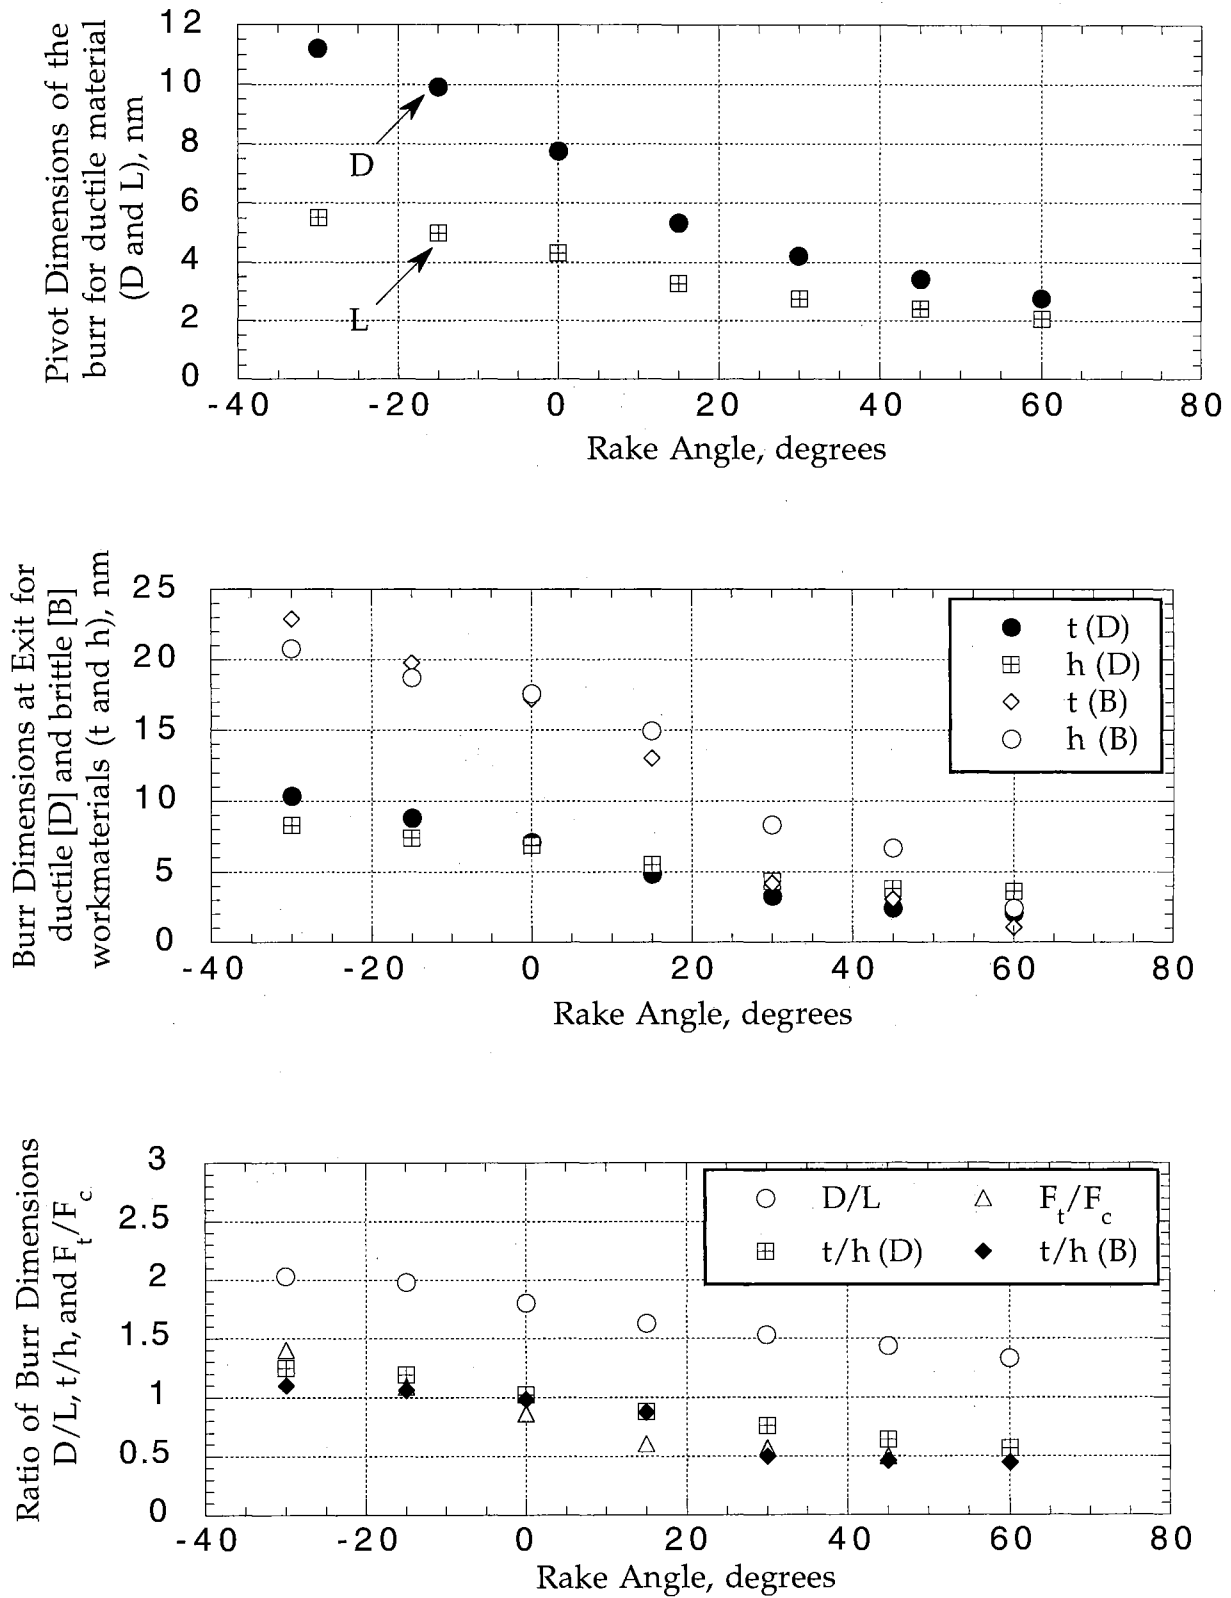 Pivot Dimensions of the
burr for ductile material
(D and L), nm
12
10
8
6
4
2
0
D
L
-40 -20 0 20 40 60 80
Rake Angle, degrees
Burr Dimensions at Exit for
ductile [D] and brittle [B]
workmaterials (t and h), nm
25
20
15
10
5
0
t (D)
h (D)
t (B)
h (B)
-40 -20 0 20 40 60 80
Rake Angle, degrees
Ratio of Burr Dimensions
D/L, t/h, and Ft/Fc
3
2.5
2
1.5
1
0.5
0
D/L Ft/Fc
t/h (D) t/h (B)
-40 -20 0 20 40 60 80
Rake Angle, degrees